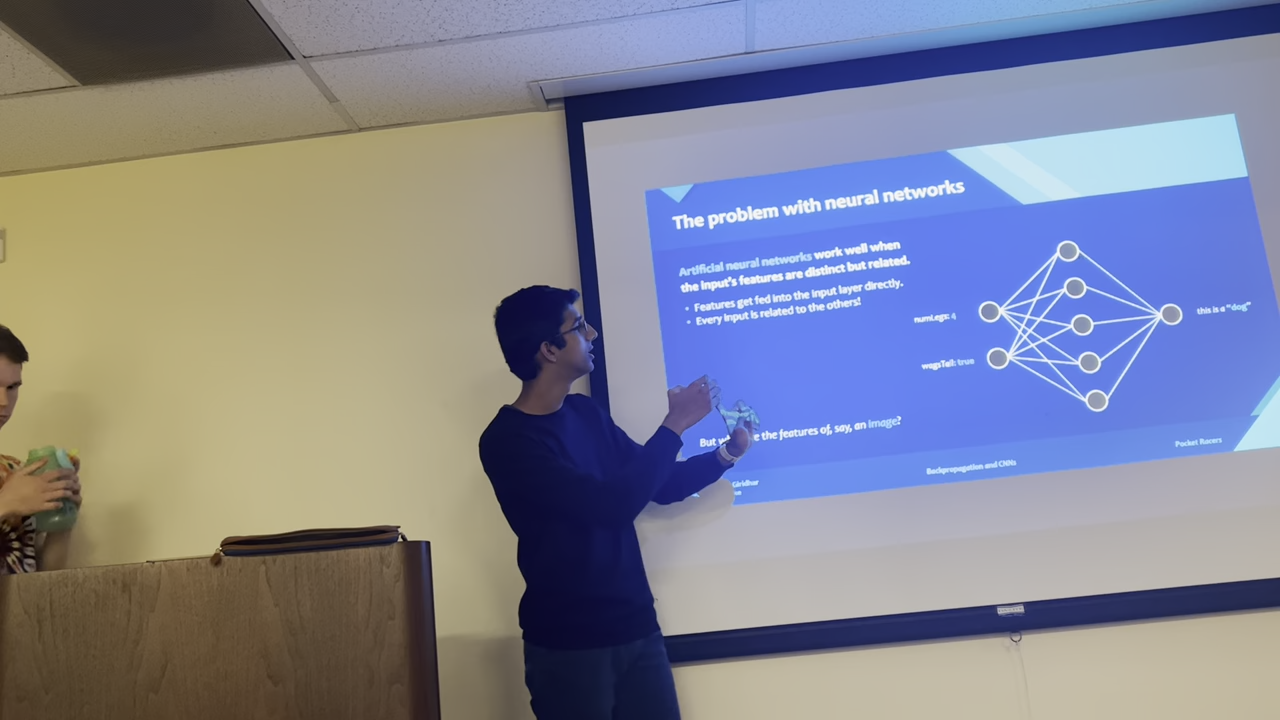 The problem with neural networks
Artificial neural networks work well when
the input's features are distinct but related.
• Features get fed into the input layer directly.
• Every input is related to the others!
numLegs: 4
wagsTail: true
this is a "dog"
But the features of, say, an image?
Giridhar
Backpropagation and CNNs
Pocket Racers